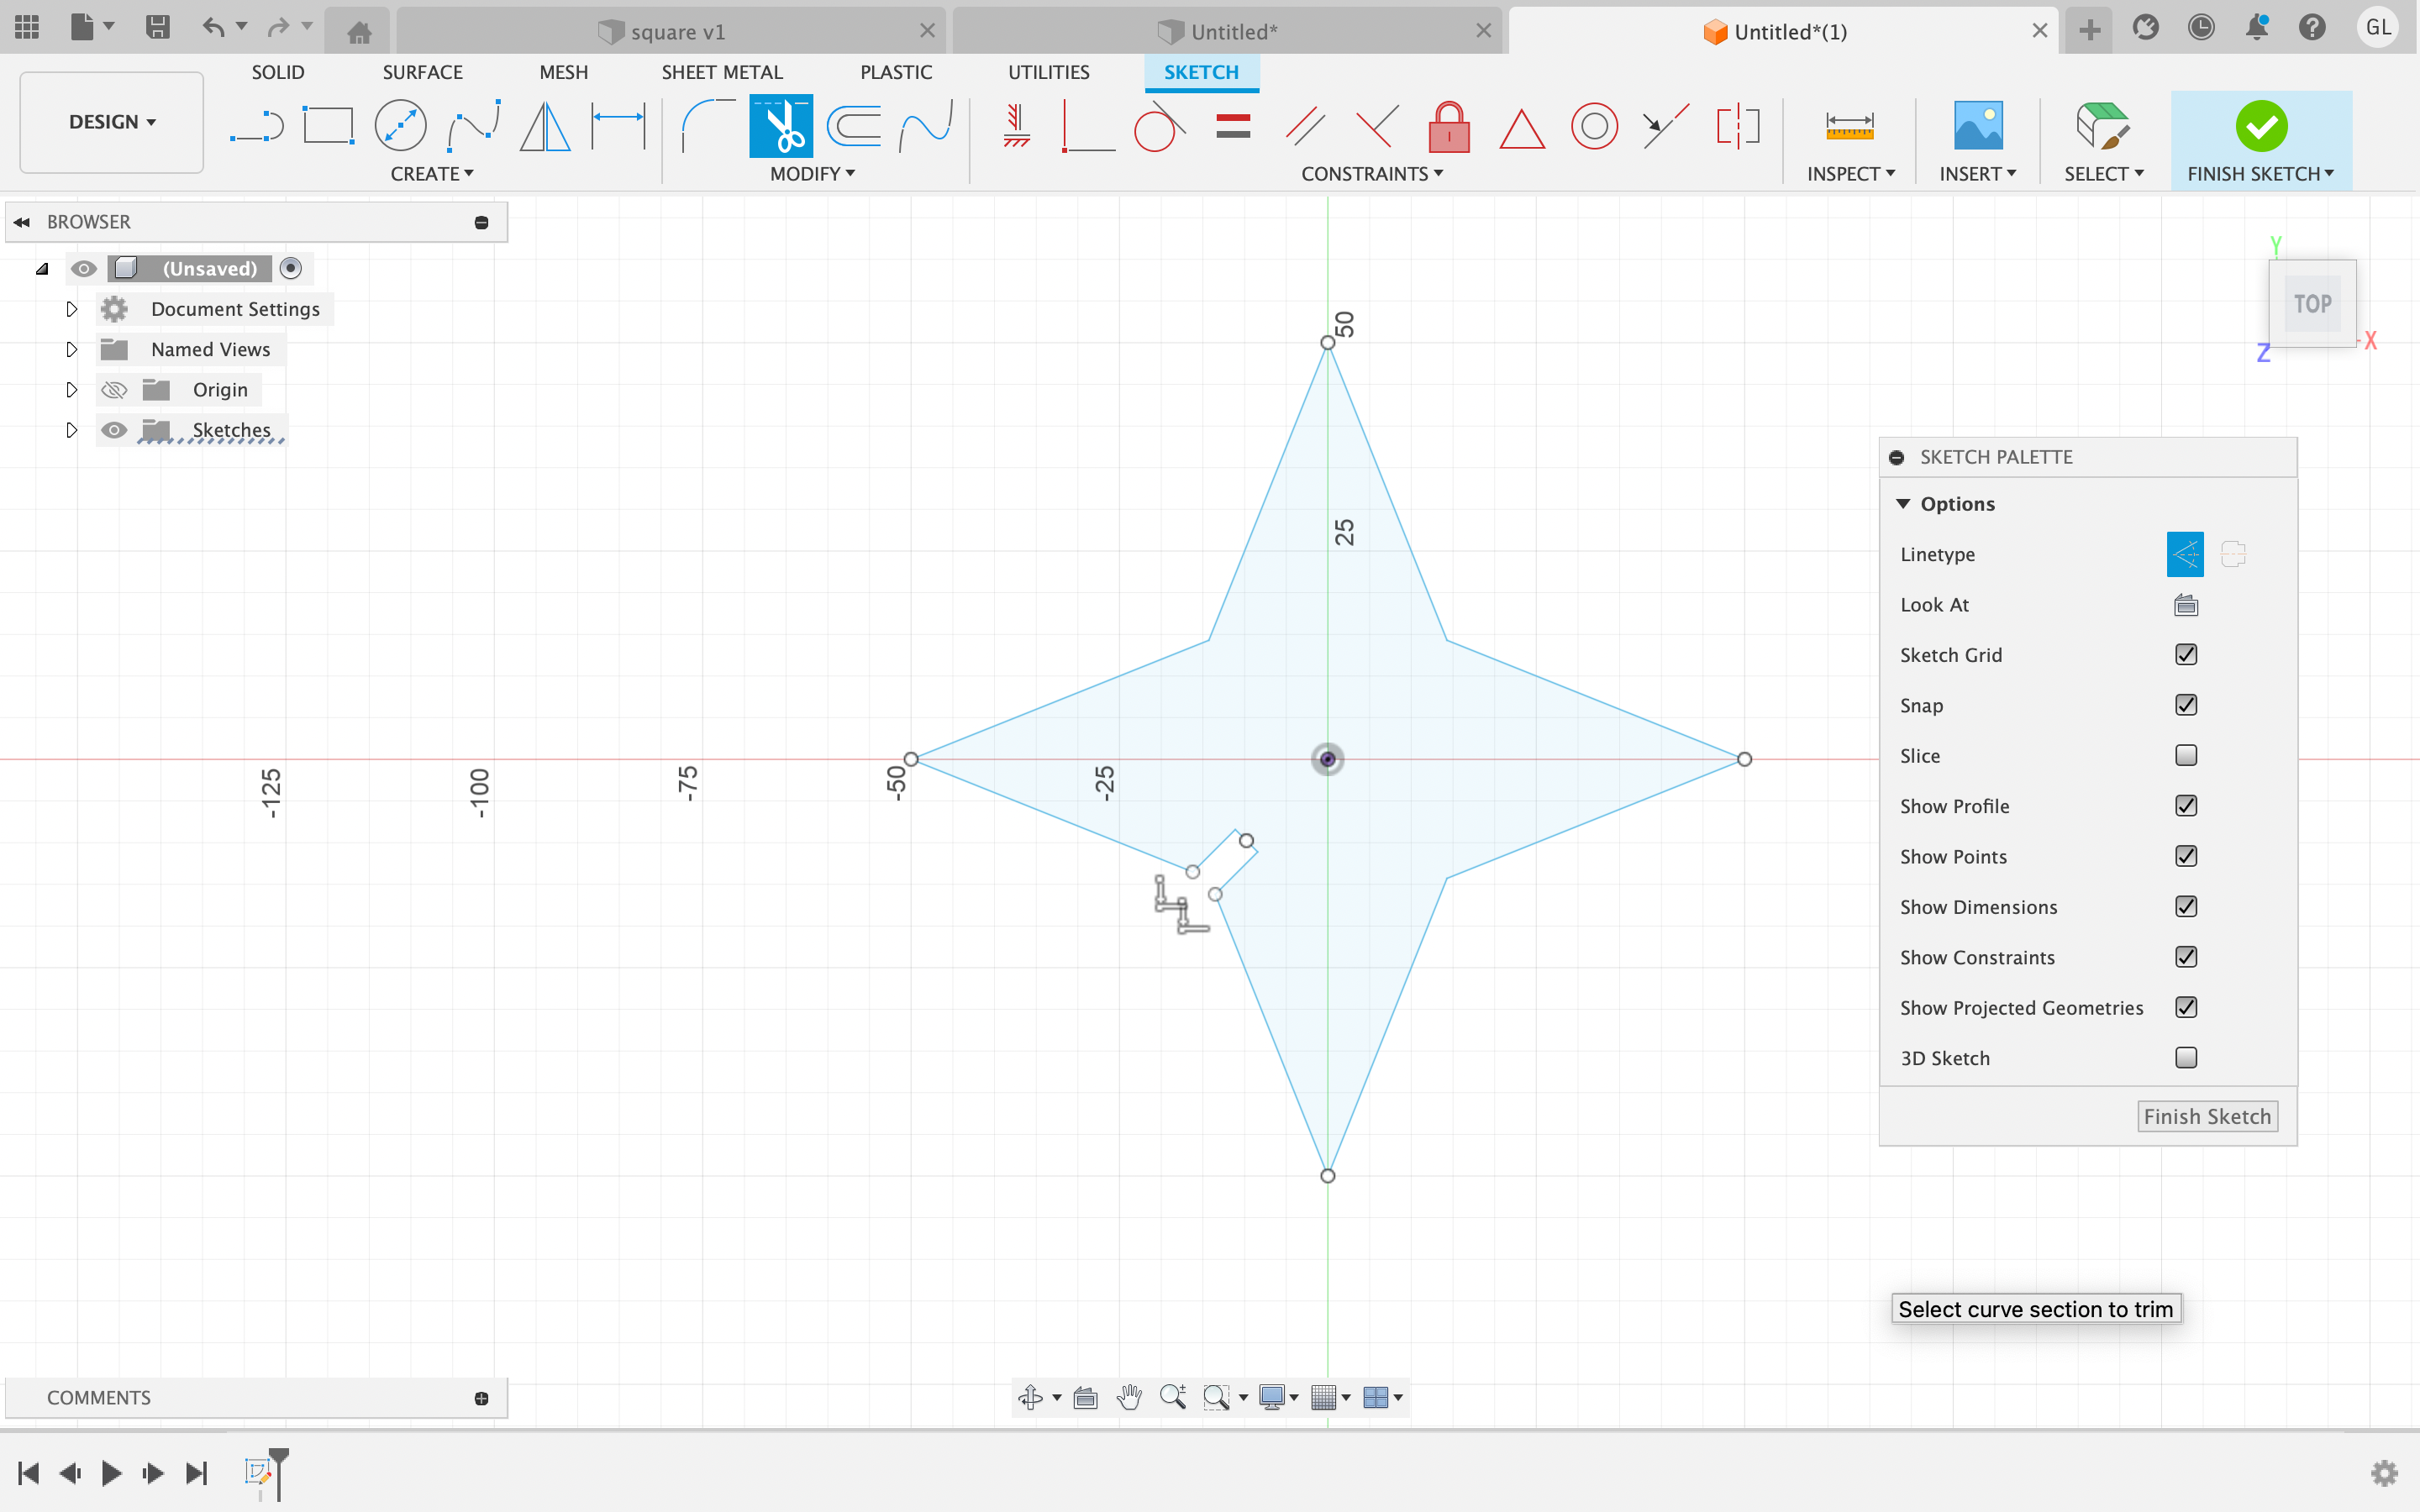 square v1
Untitled*
Untitled*(1)
GL
SOLID
SURFACE
MESH
SHEET METAL
PLASTIC
UTILITIES
SKETCH
DESIGN
CREATE
MODIFY
CONSTRAINTS
INSPECT
INSERT
SELECT
FINISH SKETCH
BROWSER
(Unsaved)
Document Settings
Named Views
Origin
Sketches
Y
TOP
X
Z
50
25
-125
-100
-75
-50
-25
SKETCH PALETTE
Options
Linetype
Look At
Sketch Grid
Snap
Slice
Show Profile
Show Points
Show Dimensions
Show Constraints
Show Projected Geometries
3D Sketch
Finish Sketch
Select curve section to trim
COMMENTS